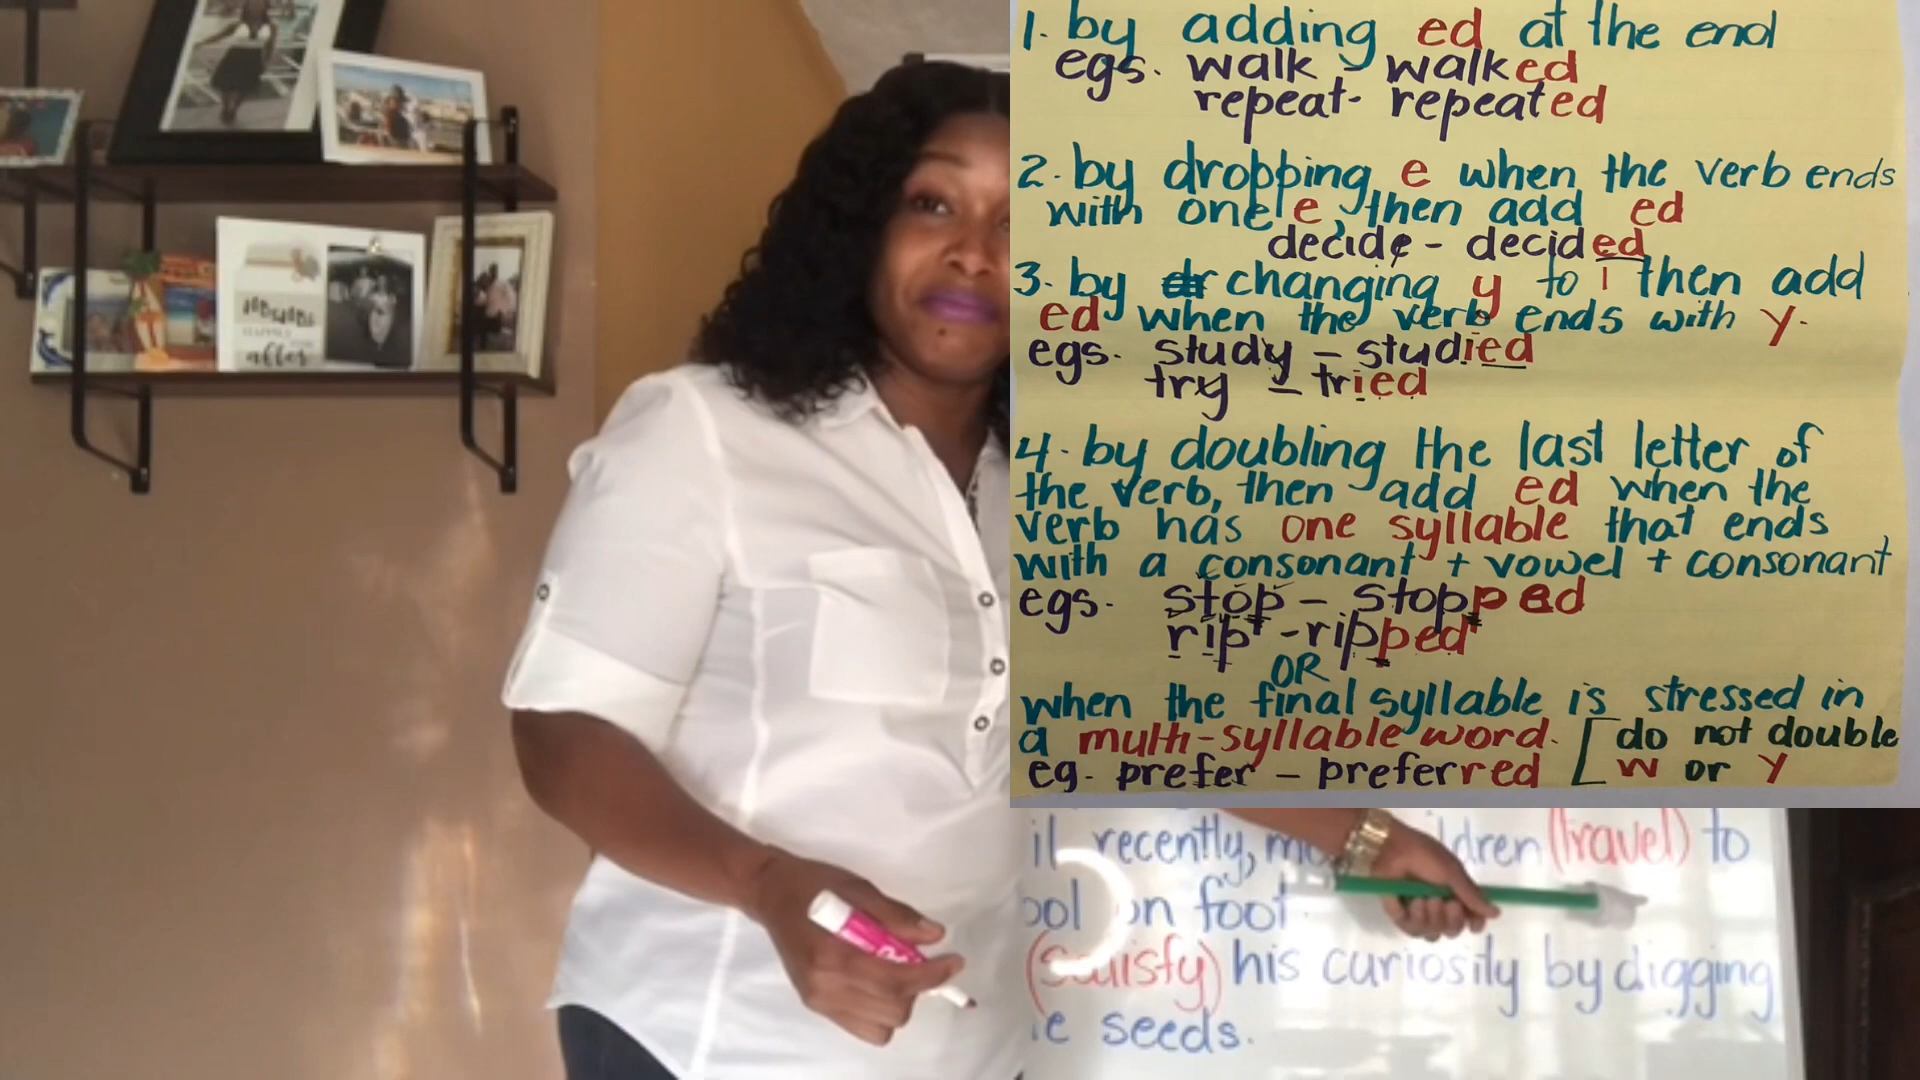 1. by adding ed at the end
egs. walk - walked
repeat- repeated
2. by dropping e when the verb ends
with one e, then add ed
decide - decided
3. by changing y to i then add
ed when the verb ends with y.
egs. study - studied
try - tried
4. by doubling the last letter of
the verb, then add ed when the
verb has one syllable that ends
with a consonant + vowel + consonant
egs. stop - stopped
rip - ripped
OR
when the final syllable is stressed in
a multi-syllable word. [do not double
eg. prefer - preferred [w or y
il recently, (travel) to
ool on foot
(satisfy) his curiosity by digging
seeds.
after